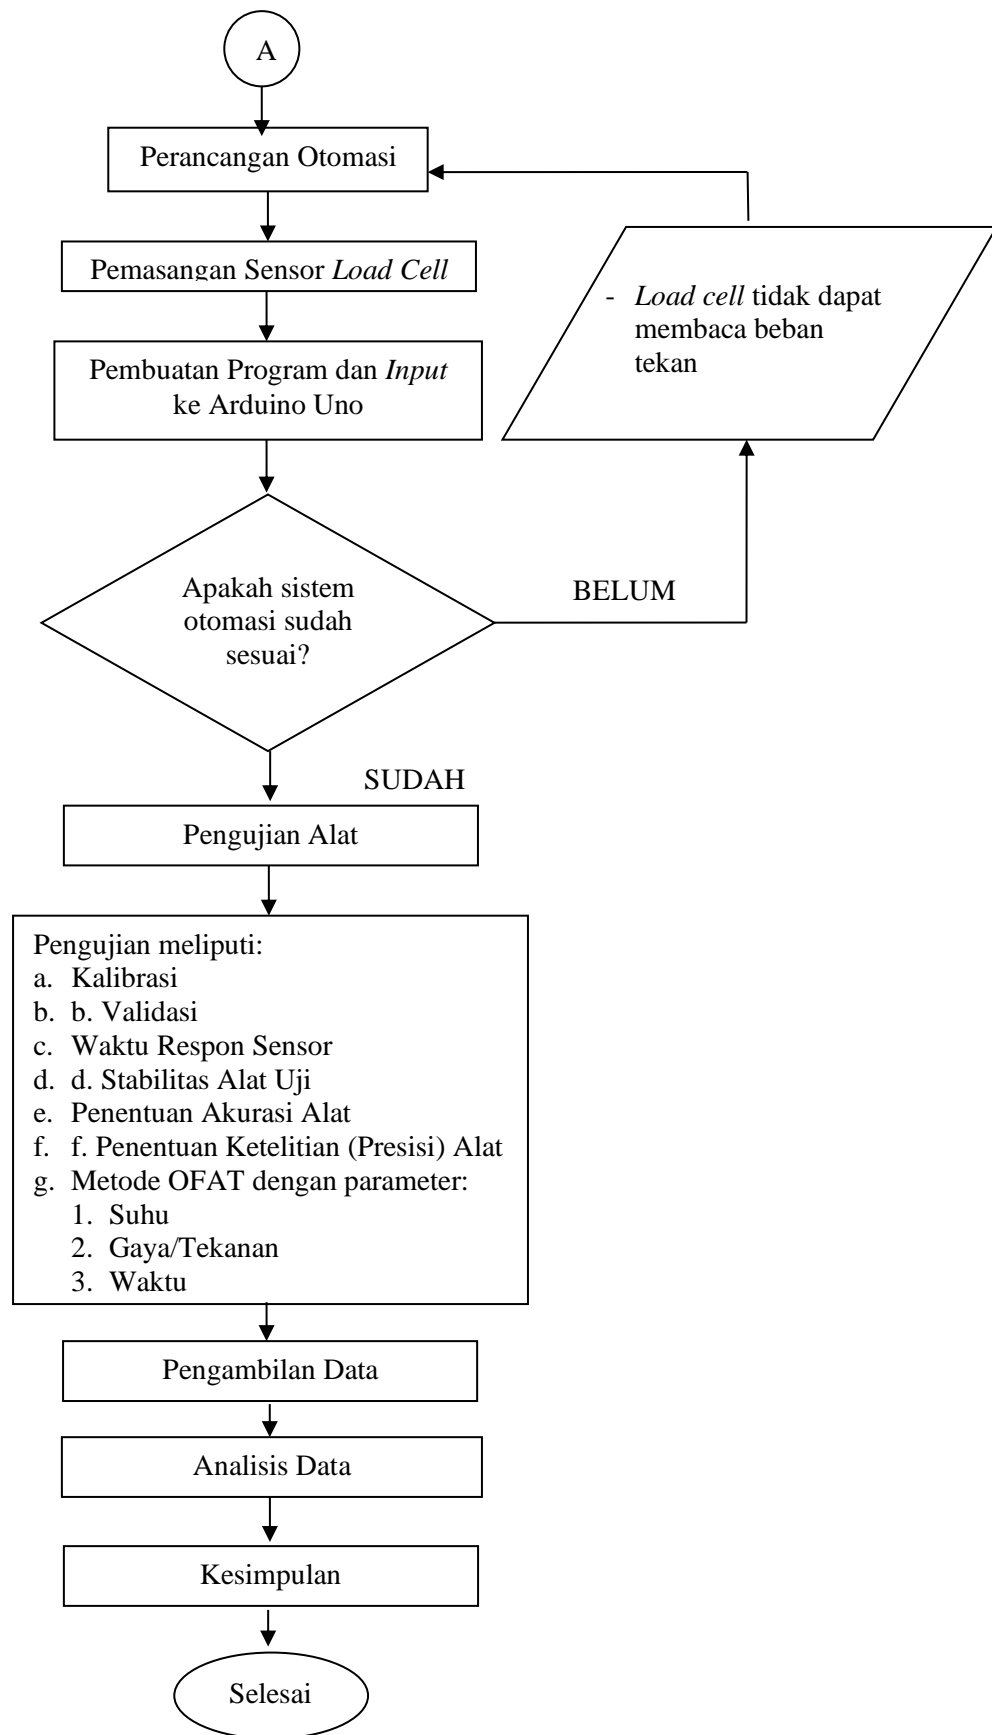 A
Perancangan Otomasi
Pemasangan Sensor Load Cell
- Load cell tidak dapat
membaca beban
tekan
Pembuatan Program dan Input
ke Arduino Uno
Apakah sistem
otomasi sudah
sesuai?
BELUM
SUDAH
Pengujian Alat
Pengujian meliputi:
a. Kalibrasi
b. b. Validasi
c. Waktu Respon Sensor
d. d. Stabilitas Alat Uji
e. Penentuan Akurasi Alat
f. f. Penentuan Ketelitian (Presisi) Alat
g. Metode OFAT dengan parameter:
1. Suhu
2. Gaya/Tekanan
3. Waktu
Pengambilan Data
Analisis Data
Kesimpulan
Selesai